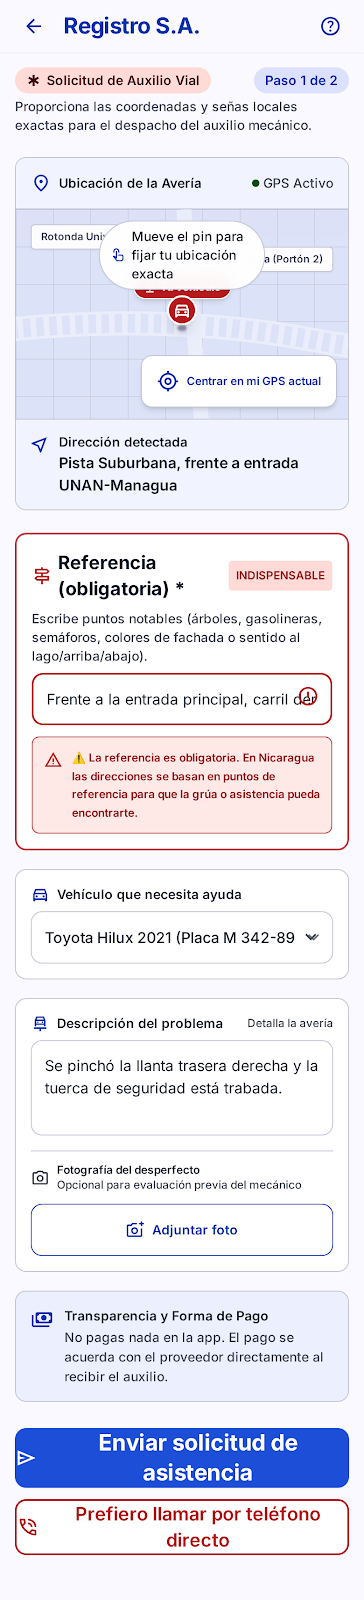 Registro S.A.
Solicitud de Auxilio Vial
Paso 1 de 2
Proporciona las coordenadas y señas locales
exactas para el despacho del auxilio mecánico.
Ubicación de la Avería
GPS Activo
Rotonda
Mueve el pin para
fijar tu ubicación
exacta
(Portón 2)
Centrar en mi GPS actual
Dirección detectada
Pista Suburbana, frente a entrada
UNAN-Managua
Referencia
(obligatoria) *
INDISPENSABLE
Escribe puntos notables (árboles, gasolineras,
semáforos, colores de fachada o sentido al
lago/arriba/abajo).
Frente a la entrada principal, carril
⚠️ La referencia es obligatoria. En Nicaragua
las direcciones se basan en puntos de
referencia para que la grúa o asistencia pueda
encontrarte.
Vehículo que necesita ayuda
Toyota Hilux 2021 (Placa M 342-89
Descripción del problema
Detalla la avería
Se pinchó la llanta trasera derecha y la
tuerca de seguridad está trabada.
Fotografía del desperfecto
Opcional para evaluación previa del mecánico
Adjuntar foto
Transparencia y Forma de Pago
No pagas nada en la app. El pago se
acuerda con el proveedor directamente al
recibir el auxilio.
Enviar solicitud de
asistencia
Prefiero llamar por teléfono
directo